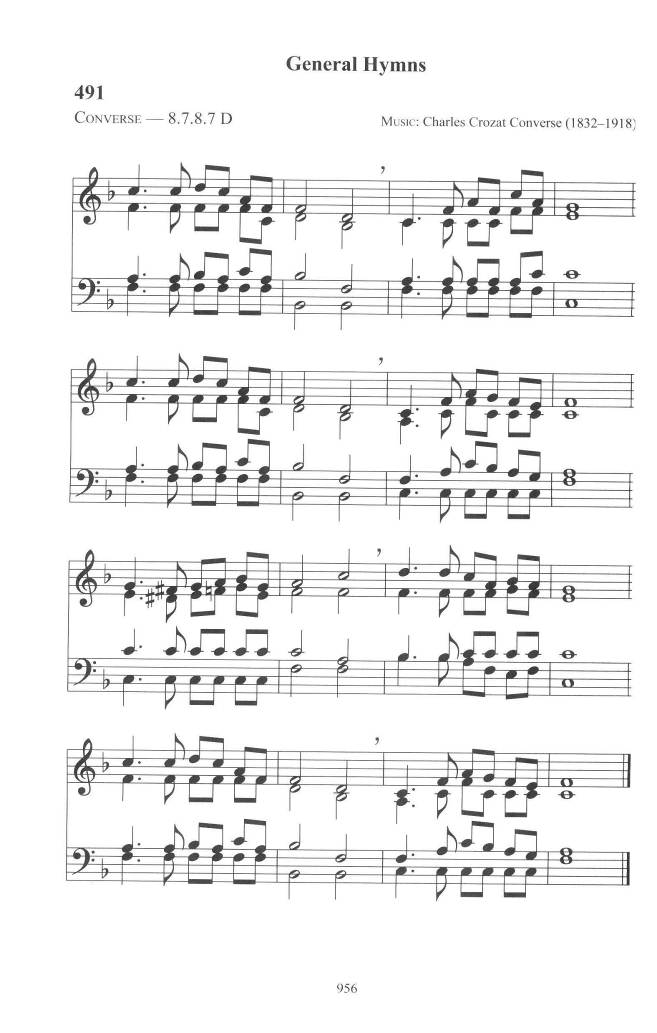 General Hymns
491
CONVERSE — 8.7.8.7 D
MUSIC: Charles Crozat Converse (1832–1918)
956